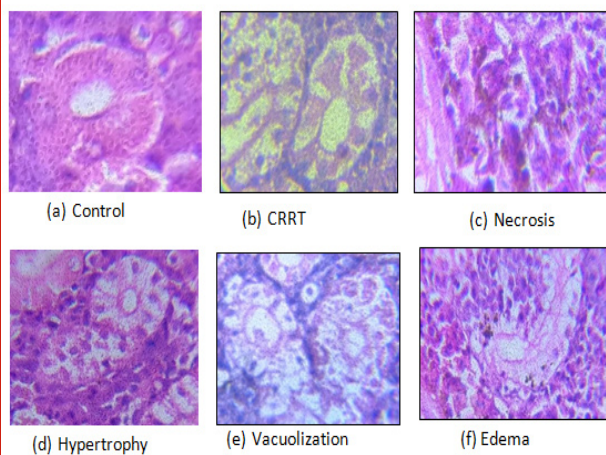 (a) Control
(b) CRRT
(c) Necrosis
(d) Hypertrophy
(e) Vacuolization
(f) Edema